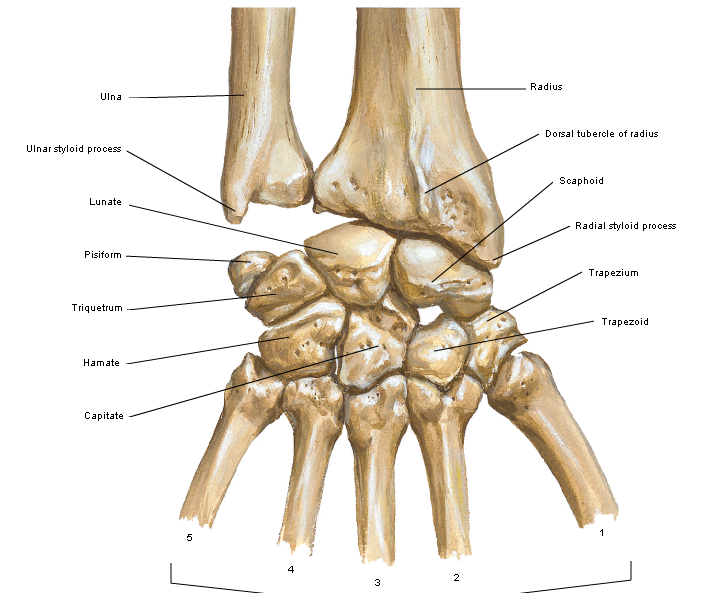 Ulna
Radius
Dorsal tubercle of radius
Ulnar styloid process
Scaphoid
Lunate
Radial styloid process
Pisiform
Trapezium
Triquetrum
Trapezoid
Hamate
Capitate
5
4
3
2
1